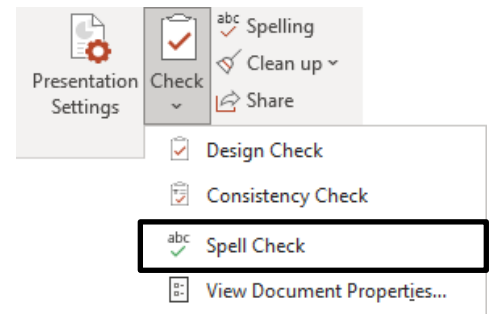 Presentation
Settings
Check
abc Spelling
Clean up
Share
Design Check
Consistency Check
abc Spell Check
View Document Properties...